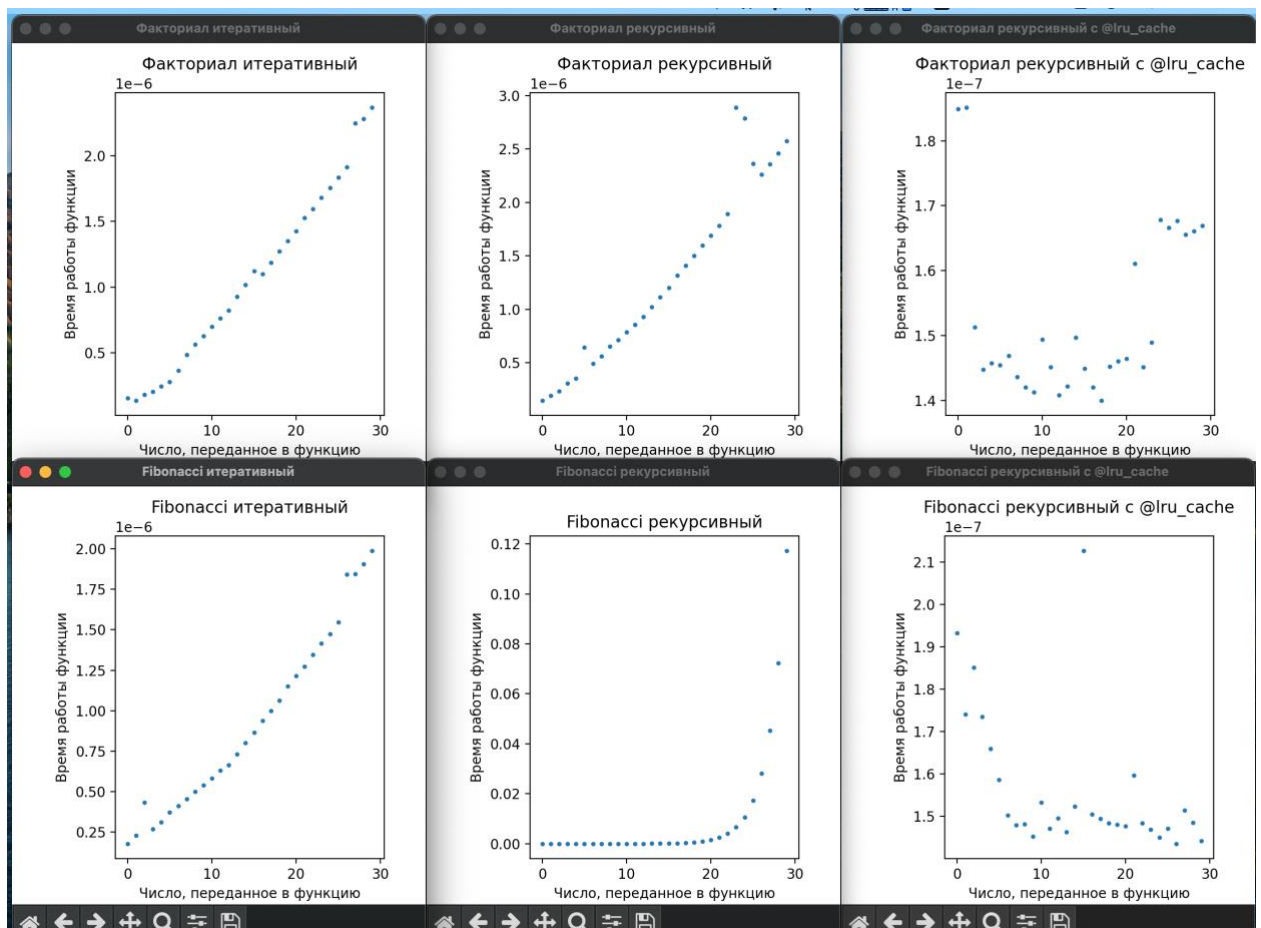 Факториал итеративный
Факториал итеративный
1e−6
2.0
1.5
1.0
0.5
Время работы функции
0
10
20
30
Число, переданное в функцию
Факториал рекурсивный
Факториал рекурсивный
1e−6
3.0
2.5
2.0
1.5
1.0
0.5
Время работы функции
0
10
20
30
Число, переданное в функцию
Факториал рекурсивный с @lru_cache
Факториал рекурсивный с @lru_cache
1e−7
1.8
1.7
1.6
1.5
1.4
Время работы функции
0
10
20
30
Число, переданное в функцию
Fibonacci итеративный
Fibonacci итеративный
1e−6
2.00
1.75
1.50
1.25
1.00
0.75
0.50
0.25
Время работы функции
0
10
20
30
Число, переданное в функцию
Fibonacci рекурсивный
Fibonacci рекурсивный
0.12
0.10
0.08
0.06
0.04
0.02
0.00
Время работы функции
0
10
20
30
Число, переданное в функцию
Fibonacci рекурсивный с @lru_cache
Fibonacci рекурсивный с @lru_cache
1e−7
2.1
2.0
1.9
1.8
1.7
1.6
1.5
Время работы функции
0
10
20
30
Число, переданное в функцию